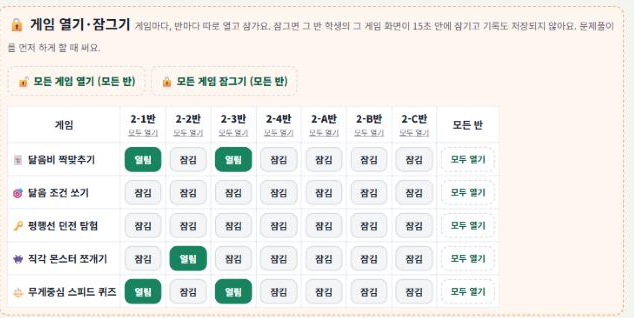 게임 열기·잠그기 게임마다, 반마다 따로 열고 잠가요. 잠그면 그 반 학생의 그 게임 화면이 15초 안에 잠기고 기록도 저장되지 않아요. 문제풀이
를 먼저 하게 할 때 써요.
모든 게임 열기 (모든 반) 모든 게임 잠그기 (모든 반)
게임 2-1반 2-2반 2-3반 2-4반 2-A반 2-B반 2-C반 모든 반
모두 열기 모두 열기 모두 열기 모두 열기 모두 열기 모두 열기 모두 열기
닮음비 짝맞추기 열림 잠김 열림 잠김 잠김 잠김 잠김 모두 열기
닮음 조건 쏘기 잠김 잠김 잠김 잠김 잠김 잠김 잠김 모두 열기
평행선 던전 탐험 잠김 잠김 잠김 잠김 잠김 잠김 잠김 모두 열기
직각 몬스터 쪼개기 잠김 열림 잠김 잠김 잠김 잠김 잠김 모두 열기
무게중심 스피드 퀴즈 열림 잠김 열림 잠김 잠김 잠김 잠김 모두 열기